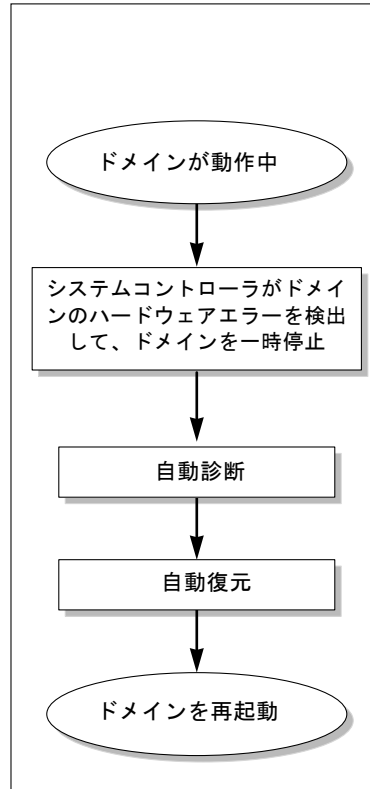 ドメインが動作中
システムコントローラがドメイ
ンのハードウェアエラーを検出
して、ドメインを一時停止
自動診断
自動復元
ドメインを再起動